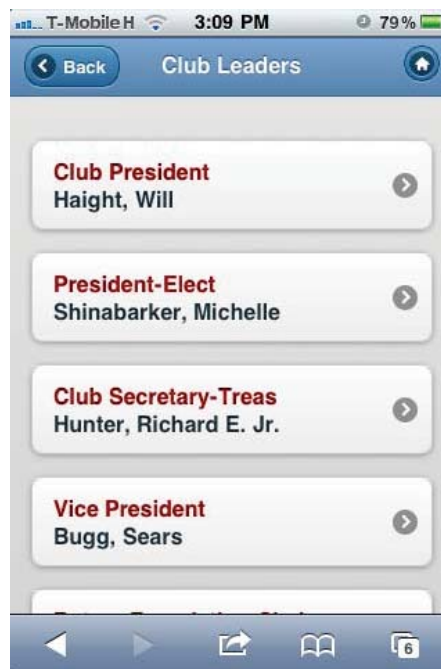 T-Mobile H 3:09 PM 79%
Back Club Leaders
Club President
Haight, Will
President-Elect
Shinabarker, Michelle
Club Secretary-Treas
Hunter, Richard E. Jr.
Vice President
Bugg, Sears
6